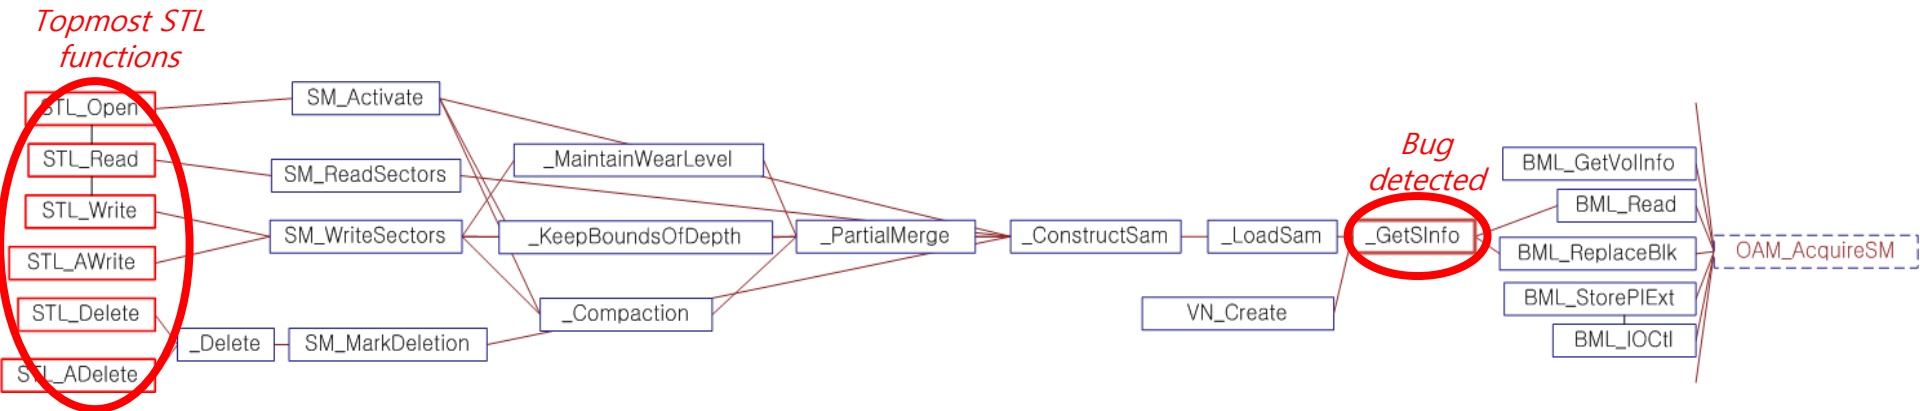 Topmost STL
functions
STL_Open
STL_Read
STL_Write
STL_AWrite
STL_Delete
STL_ADelete
_Delete
SM_Activate
SM_ReadSectors
SM_WriteSectors
SM_MarkDeletion
_MaintainWearLevel
_KeepBoundsOfDepth
_Compaction
_PartialMerge
_ConstructSam
_LoadSam
VN_Create
Bug
detected
_GetSInfo
BML_GetVolInfo
BML_Read
BML_ReplaceBlk
BML_StorePIExt
BML_IOCtl
OAM_AcquireSM